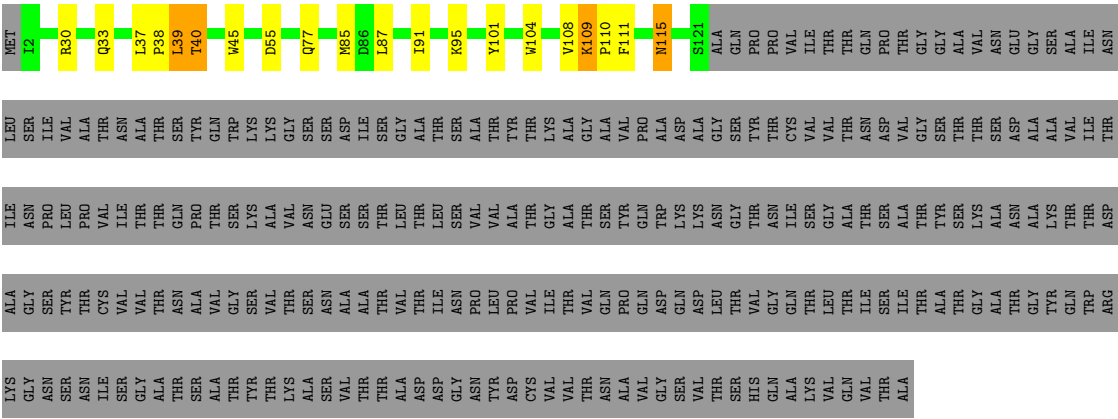 MET I2 R30 Q33 L37 P38 L39 T40 W45 D55 Q77 M85 D86 L87 I91 K95 Y101 W104 V108 K109 P110 F111 N115 S121 ALA GLN PRO PRO VAL ILE THR THR GLN PRO THR GLY GLY ALA VAL ASN GLU GLY SER ALA ILE ASN
LEU SER ILE VAL ALA THR ASN ALA THR SER TYR GLN TRP LYS LYS GLY SER SER ASP ILE SER GLY ALA THR SER ALA THR TYR THR LYS ALA GLY ALA VAL PRO ALA ASP ALA GLY SER TYR THR CYS VAL VAL THR ASN ASP VAL GLY SER THR THR SER ASP ALA ALA VAL ILE THR
ILE ASN PRO LEU PRO VAL ILE THR THR GLN PRO THR SER LYS ALA VAL ASN GLU SER SER THR LEU THR LEU SER VAL VAL ALA THR GLY ALA THR SER TYR GLN TRP LYS LYS ASN GLY THR ASN ILE SER GLY ALA THR SER ALA THR TYR SER LYS ALA ASN ALA LYS THR THR ASP
ALA GLY SER TYR THR CYS VAL VAL THR ASN ALA VAL GLY SER VAL THR SER ASN ALA ALA THR VAL THR ILE ASN PRO LEU PRO VAL ILE THR VAL GLN PRO GLN ASP GLN ASP LEU THR VAL GLY GLN THR LEU THR ILE SER ILE THR ALA THR GLY ALA THR GLY TYR GLN TRP ARG
LYS GLY ASN SER ASN ILE SER GLY ALA THR SER ALA THR TYR THR LYS ALA SER VAL THR THR ALA ASP ASP GLY ASN TYR ASP CYS VAL VAL THR ASN ALA VAL GLY SER VAL THR SER HIS GLN ALA LYS VAL GLN VAL THR ALA